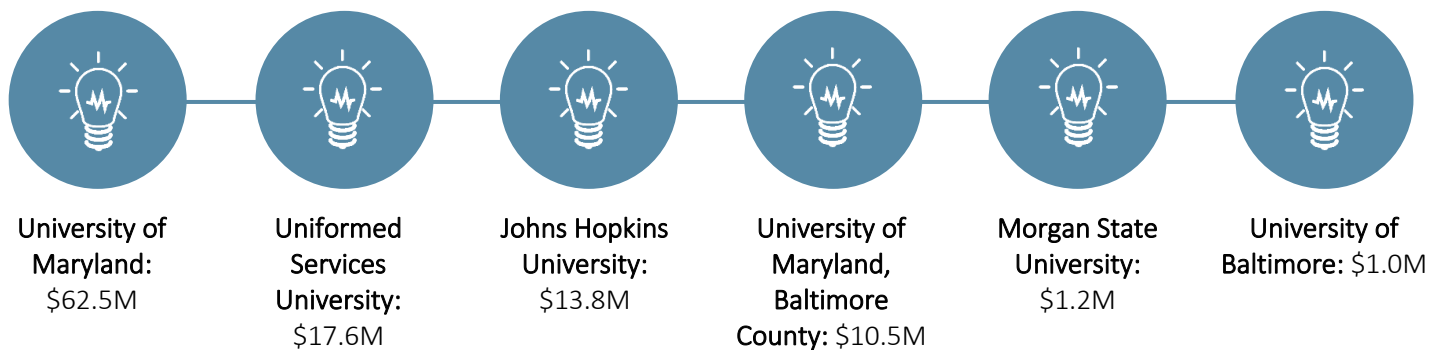 University of
Maryland:
$62.5M
Uniformed
Services
University:
$17.6M
Johns Hopkins
University:
$13.8M
University of
Maryland,
Baltimore
County: $10.5M
Morgan State
University:
$1.2M
University of
Baltimore: $1.0M